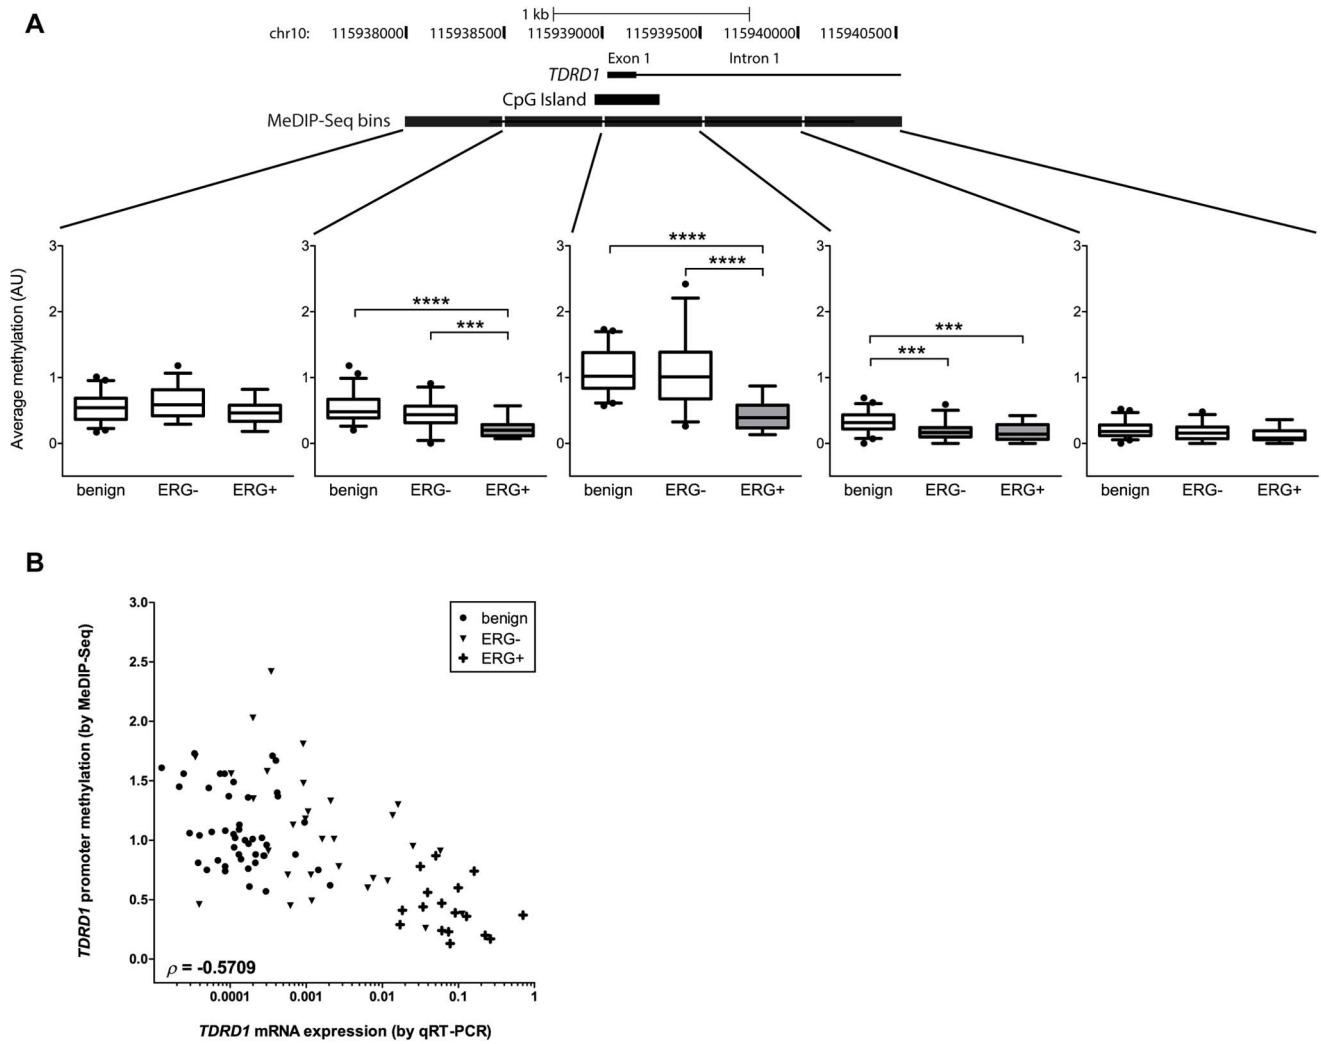 A
1 kb
chr10: 115938000 115938500 115939000 115939500 115940000 115940500
Exon 1 Intron 1
TDRD1
CpG Island
MeDIP-Seq bins
Average methylation (AU)
3 3 3 3 3
2 2 2 2 2
1 1 1 1 1
0 0 0 0 0
**** *** **** **** *** ***
benign ERG- ERG+ benign ERG- ERG+ benign ERG- ERG+ benign ERG- ERG+ benign ERG- ERG+
B
TDRD1 promoter methylation (by MeDIP-Seq)
3.0
2.5
2.0
1.5
1.0
0.5
0.0
benign
ERG-
ERG+
ρ = -0.5709
0.0001 0.001 0.01 0.1 1
TDRD1 mRNA expression (by qRT-PCR)